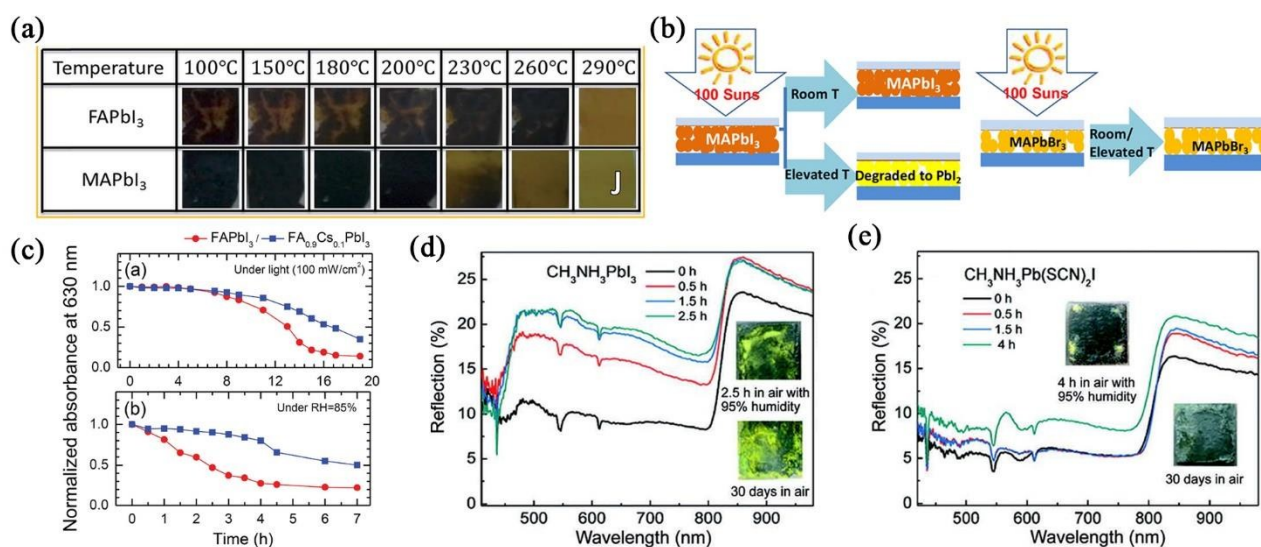 (a)
Temperature 100°C 150°C 180°C 200°C 230°C 260°C 290°C
FAPbI₃
MAPbI₃
J
(b)
100 Suns
MAPbI₃
Room T
MAPbI₃
Elevated T
Degraded to PbI₂
100 Suns
MAPbBr₃
Room/
Elevated T
MAPbBr₃
(c)
FAPbI₃ / FA₀.₉Cs₀.₁PbI₃
Normalized absorbance at 630 nm
(a)
Under light (100 mW/cm²)
1.0
0.5
0.0
0 2 4 6 8 10 12 14 16 18 20
(b)
Under RH=85%
1.0
0.5
0.0
0 1 2 3 4 5 6 7
Time (h)
(d)
CH₃NH₃PbI₃
0 h
0.5 h
1.5 h
2.5 h
Reflection (%)
25
20
15
10
5
0
2.5 h in air with
95% humidity
30 days in air
500 600 700 800 900
Wavelength (nm)
(e)
CH₃NH₃Pb(SCN)₂I
0 h
0.5 h
1.5 h
4 h
Reflection (%)
25
20
15
10
5
0
4 h in air with
95% humidity
30 days in air
500 600 700 800 900
Wavelength (nm)